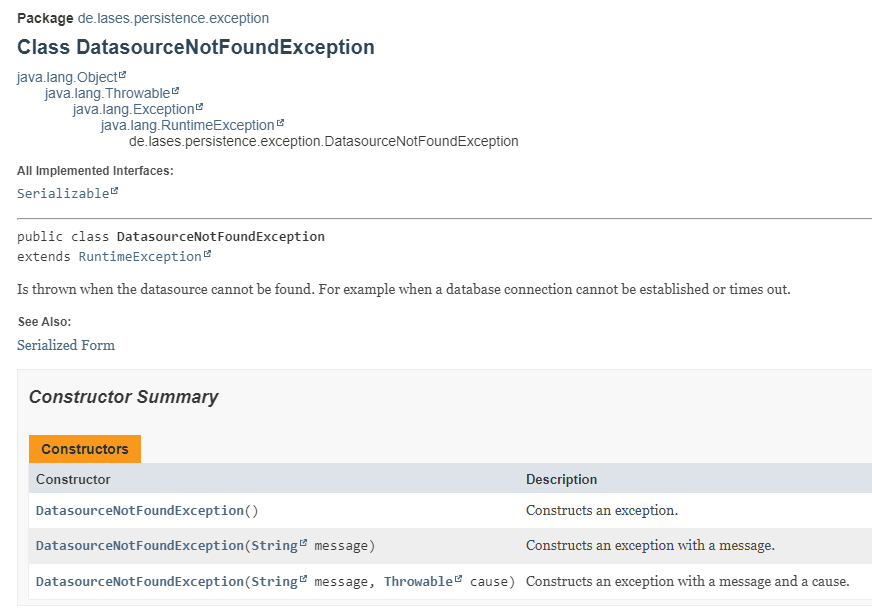 Package de.lases.persistence.exception
Class DatasourceNotFoundException
java.lang.Object
java.lang.Throwable
java.lang.Exception
java.lang.RuntimeException
de.lases.persistence.exception.DatasourceNotFoundException
All Implemented Interfaces:
Serializable
public class DatasourceNotFoundException
extends RuntimeException
Is thrown when the datasource cannot be found. For example when a database connection cannot be established or times out.
See Also:
Serialized Form
Constructor Summary
Constructors
Constructor Description
DatasourceNotFoundException() Constructs an exception.
DatasourceNotFoundException(String message) Constructs an exception with a message.
DatasourceNotFoundException(String message, Throwable cause) Constructs an exception with a message and a cause.